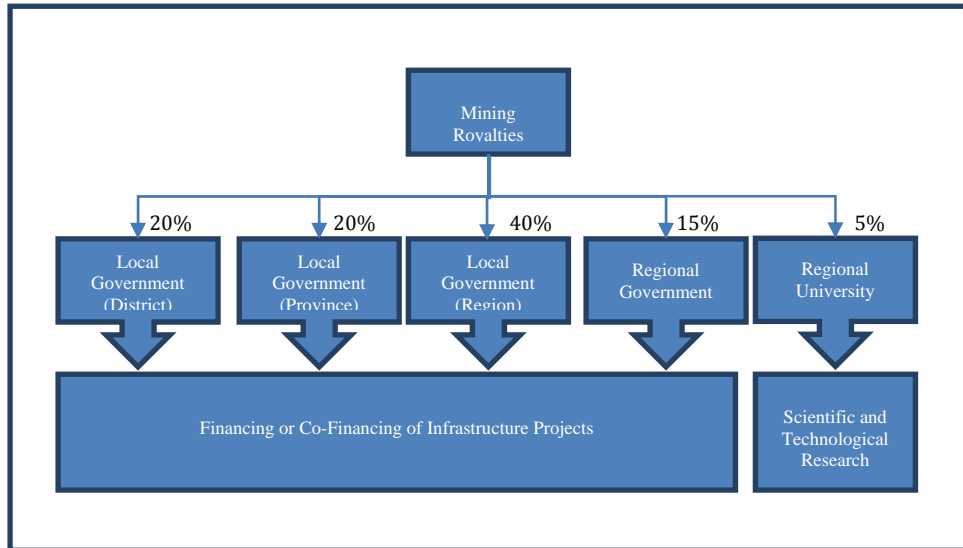 Mining
Royalties
20%
20%
40%
15%
5%
Local
Government
(District)
Local
Government
(Province)
Local
Government
(Region)
Regional
Government
Regional
University
Financing or Co-Financing of Infrastructure Projects
Scientific and
Technological
Research